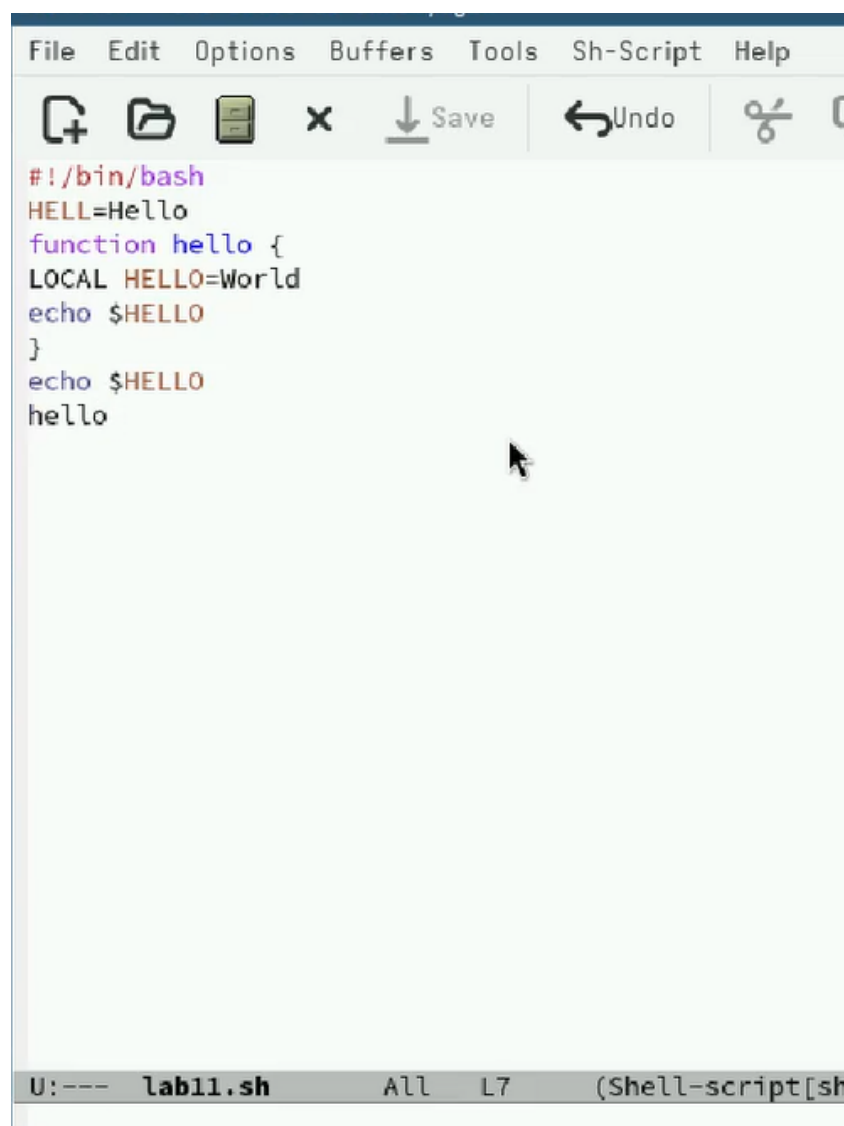 File Edit Options Buffers Tools Sh-Script Help
Save Undo
#!/bin/bash
HELL=Hello
function hello {
LOCAL HELLO=World
echo $HELLO
}
echo $HELLO
hello
U:--- lab11.sh All L7 (Shell-script[sh